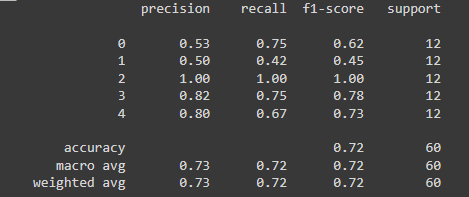 precision recall f1-score support
0 0.53 0.75 0.62 12
1 0.50 0.42 0.45 12
2 1.00 1.00 1.00 12
3 0.82 0.75 0.78 12
4 0.80 0.67 0.73 12
accuracy 0.72 60
macro avg 0.73 0.72 0.72 60
weighted avg 0.73 0.72 0.72 60